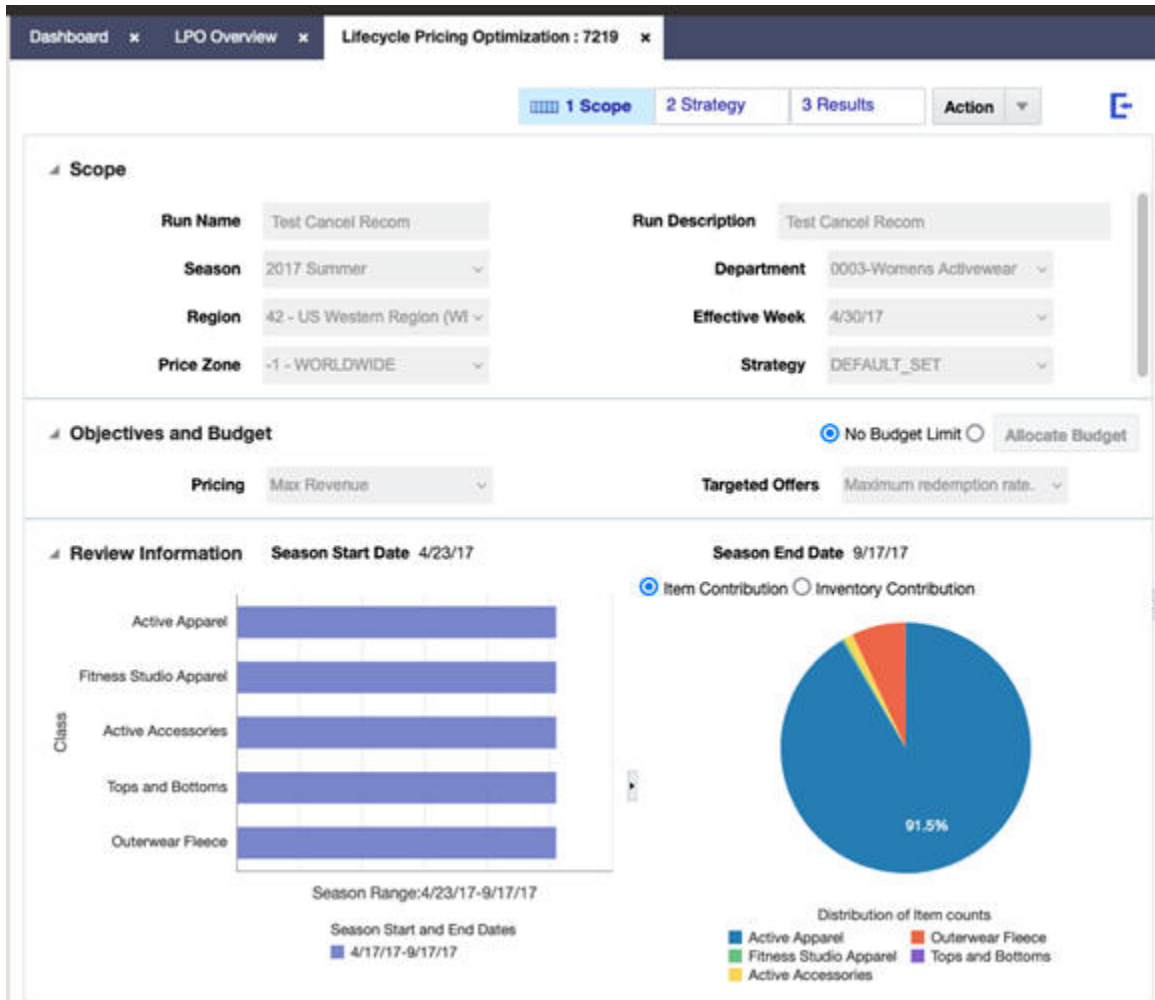 Dashboard × LPO Overview × Lifecycle Pricing Optimization : 7219 ×
1 Scope 2 Strategy 3 Results Action
Scope
Run Name Test Cancel Recom Run Description Test Cancel Recom
Season 2017 Summer Department 0003-Womens Activewear
Region 42 - US Western Region (WE Effective Week 4/30/17
Price Zone -1 - WORLDWIDE Strategy DEFAULT_SET
Objectives and Budget No Budget Limit Allocate Budget
Pricing Max Revenue Targeted Offers Maximum redemption rate.
Review Information Season Start Date 4/23/17 Season End Date 9/17/17
Item Contribution Inventory Contribution
Class
Active Apparel
Fitness Studio Apparel
Active Accessories
Tops and Bottoms
Outerwear Fleece
Season Range:4/23/17-9/17/17
Season Start and End Dates
4/17/17-9/17/17
91.5%
Distribution of Item counts
Active Apparel Outerwear Fleece
Fitness Studio Apparel Tops and Bottoms
Active Accessories